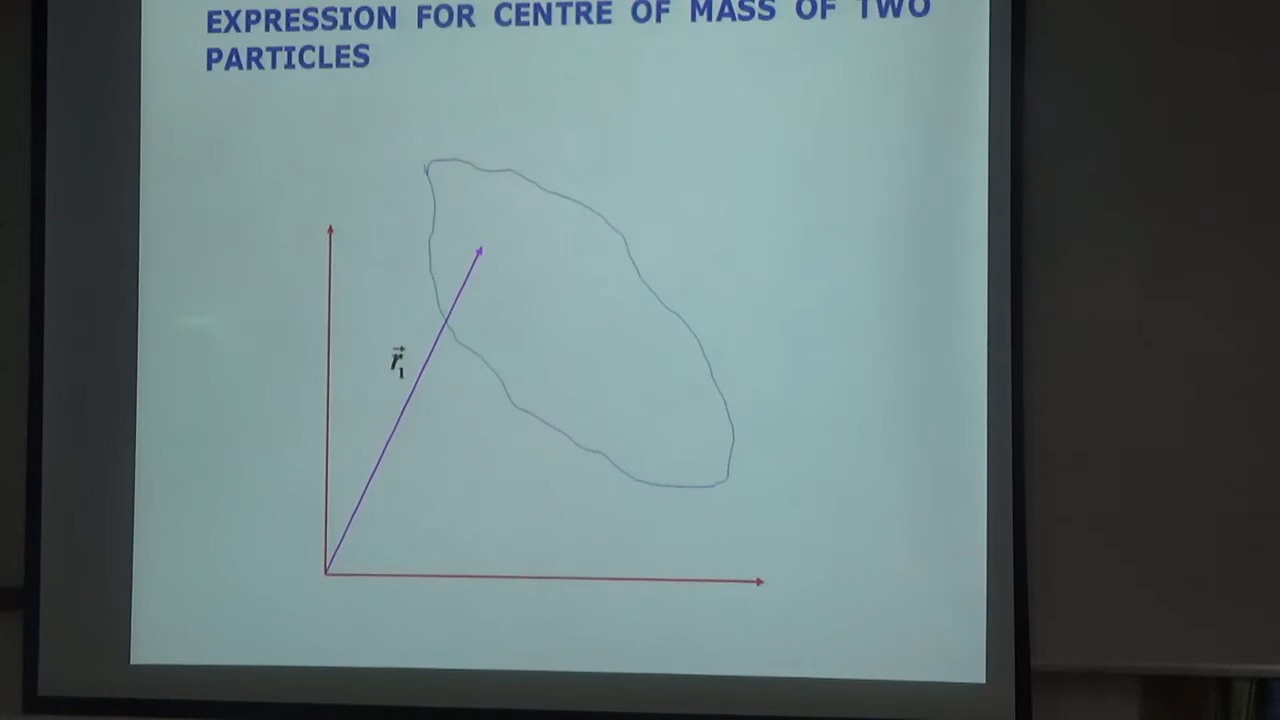 EXPRESSION FOR CENTRE OF MASS OF TWO
PARTICLES
r⃗₁